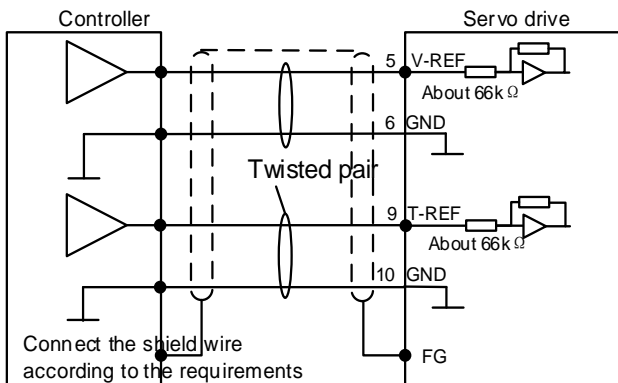 Controller
Servo drive
5 V-REF
About 66k Ω
6 GND
Twisted pair
9 T-REF
About 66k Ω
10 GND
Connect the shield wire
according to the requirements
FG